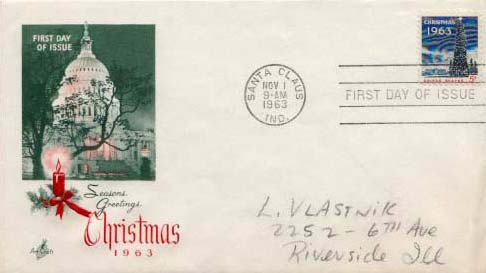 FIRST DAY
OF ISSUE
CHRISTMAS
1963
SANTA CLAUS
NOV 1
9-AM
1963
IND.
FIRST DAY OF ISSUE
Seasons
Greetings
Christmas
1963
ArtCraft
L. VLASTNIK
2252 - 6TH AVE
Riverside Ill